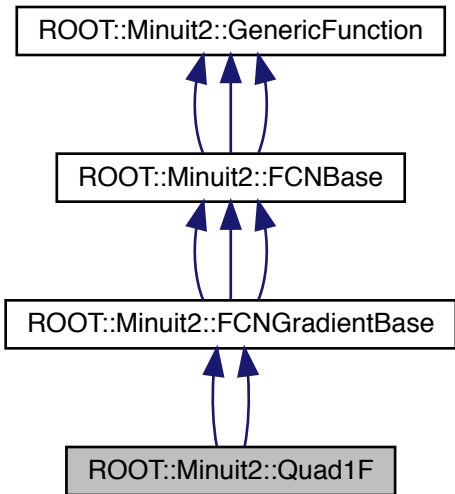 ROOT::Minuit2::GenericFunction
ROOT::Minuit2::FCNBase
ROOT::Minuit2::FCNGradientBase
ROOT::Minuit2::Quad1F